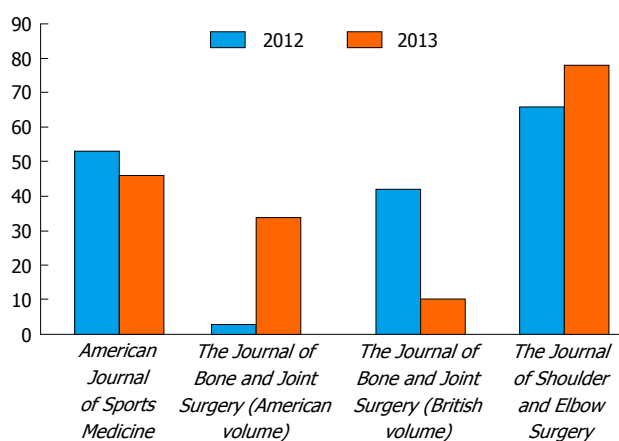 90
80
70
60
50
40
30
20
10
0
2012
2013
American
Journal
of Sports
Medicine
The Journal of
Bone and Joint
Surgery (American
volume)
The Journal of
Bone and Joint
Surgery (British
volume)
The Journal
of Shoulder
and Elbow
Surgery